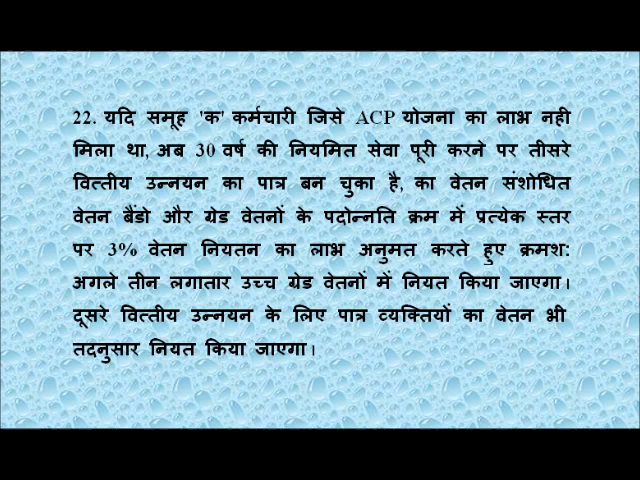 22. यदि समूह 'क' कर्मचारी जिसे ACP योजना का लाभ नही
मिला था, अब 30 वर्ष की नियमित सेवा पूरी करने पर तीसरे
वित्तीय उन्नयन का पात्र बन चुका है, का वेतन संशोधित
वेतन बैंडो और ग्रेड वेतनों के पदोन्नति क्रम में प्रत्येक स्तर
पर 3% वेतन नियतन का लाभ अनुमत करते हुए क्रमश:
अगले तीन लगातार उच्च ग्रेड वेतनों में नियत किया जाएगा।
दूसरे वित्तीय उन्नयन के लिए पात्र व्यक्तियों का वेतन भी
तदनुसार नियत किया जाएगा।